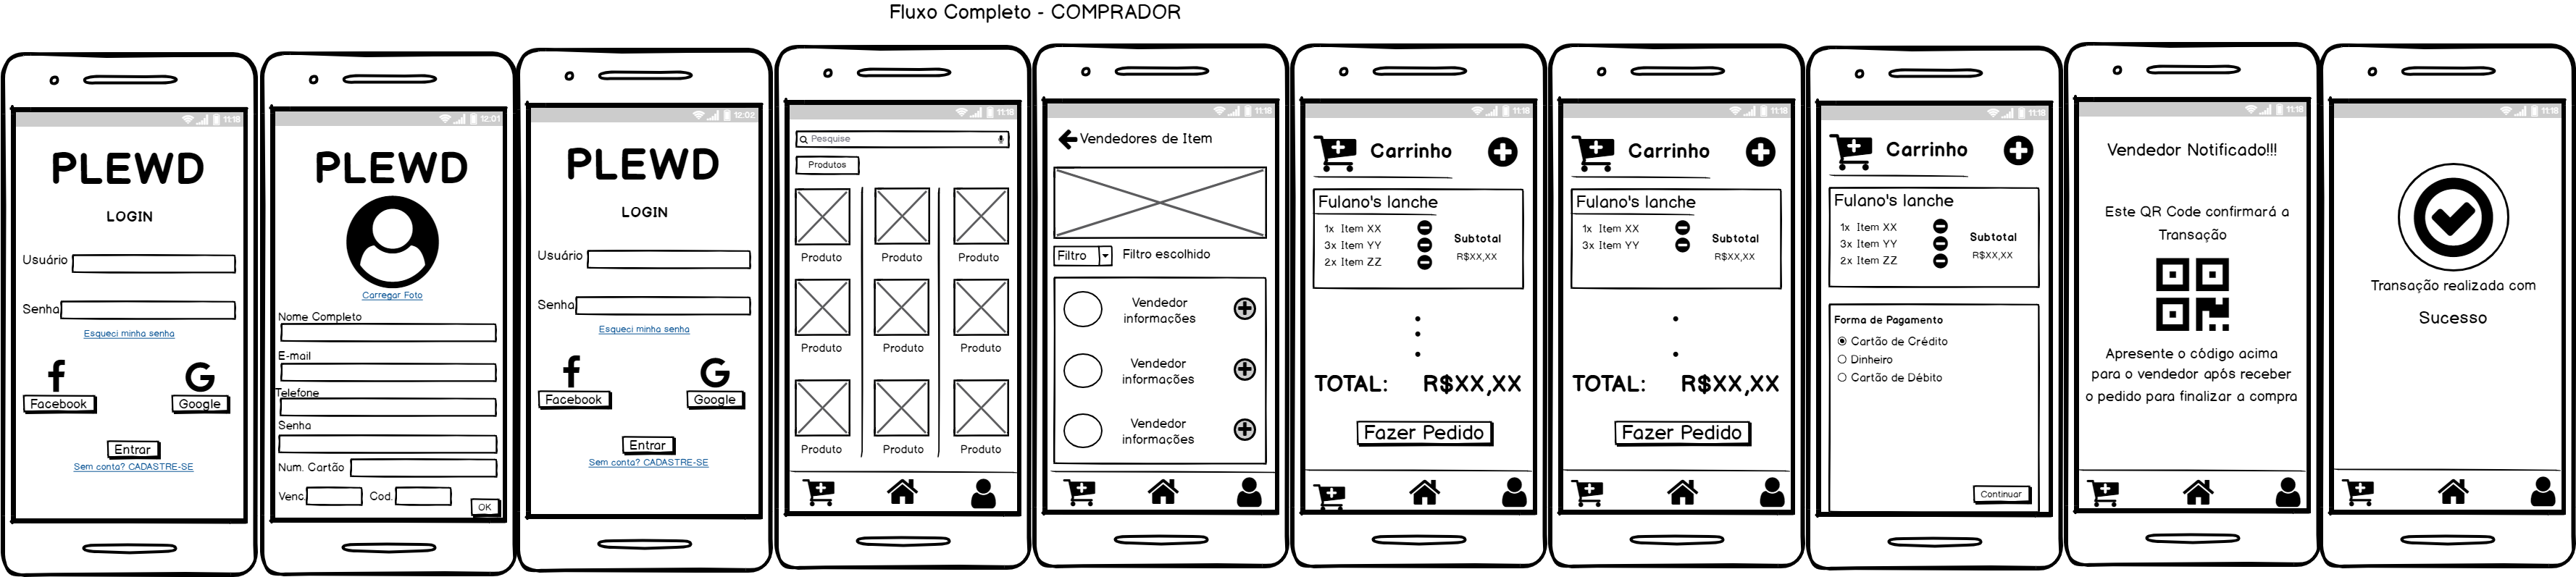 Fluxo Completo - COMPRADOR
11:18
PLEWD
LOGIN
Usuário
Senha
Esqueci minha senha
Facebook
Google
Entrar
Sem conta? CADASTRE-SE
12:01
PLEWD
Carregar Foto
Nome Completo
E-mail
Telefone
Senha
Num. Cartão
Venc. Cod.
OK
12:02
PLEWD
LOGIN
Usuário
Senha
Esqueci minha senha
Facebook
Google
Entrar
Sem conta? CADASTRE-SE
11:18
Pesquise
Produtos
Produto Produto Produto
Produto Produto Produto
Produto Produto Produto
11:18
Vendedores de Item
Filtro Filtro escolhido
Vendedor
informações
Vendedor
informações
Vendedor
informações
11:18
Carrinho
Fulano's lanche
1x Item XX
3x Item YY
2x Item ZZ
Subtotal
R$XX,XX
TOTAL: R$XX,XX
Fazer Pedido
11:18
Carrinho
Fulano's lanche
1x Item XX
3x Item YY
Subtotal
R$XX,XX
TOTAL: R$XX,XX
Fazer Pedido
11:18
Carrinho
Fulano's lanche
1x Item XX
3x Item YY
2x Item ZZ
Subtotal
R$XX,XX
Forma de Pagamento
Cartão de Crédito
Dinheiro
Cartão de Débito
Continuar
11:18
Vendedor Notificado!!!
Este QR Code confirmará a
Transação
Apresente o código acima
para o vendedor após receber
o pedido para finalizar a compra
11:18
Transação realizada com
Sucesso